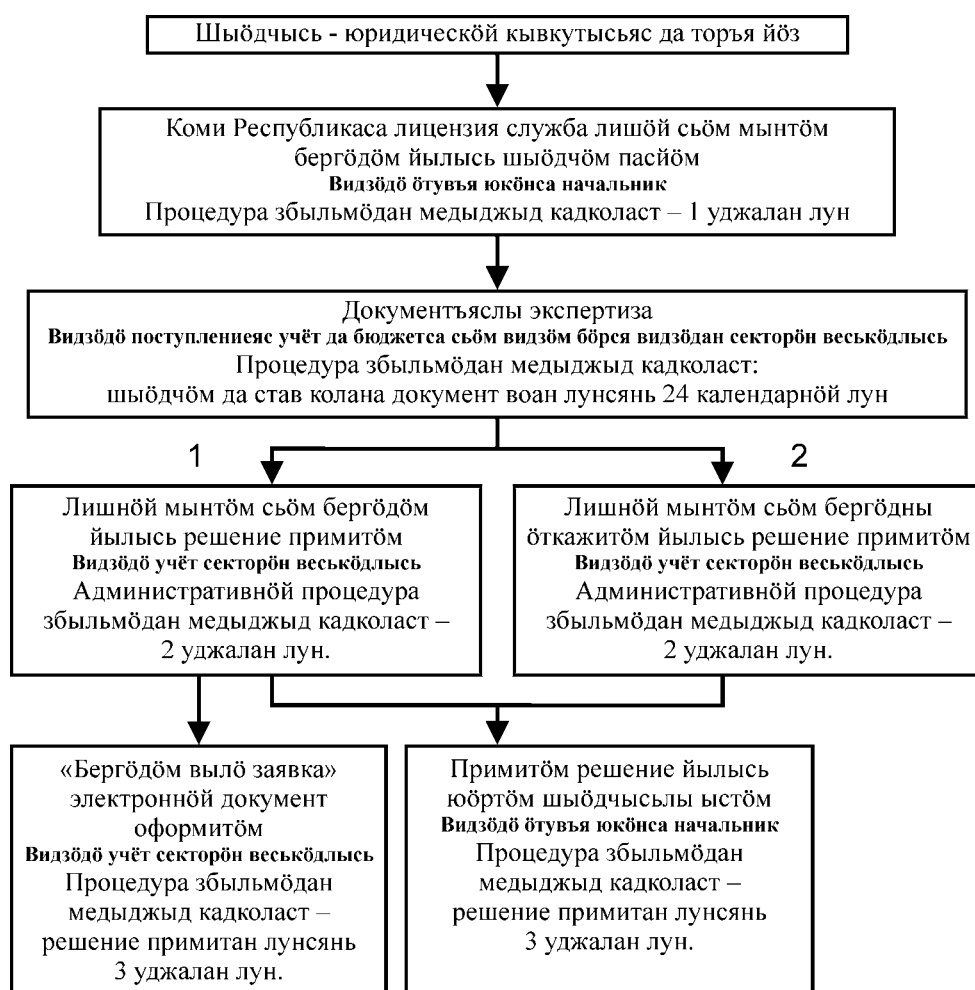 Шыӧдчысь - юридическӧй кывкутысьяс да торъя йӧз
Коми Республикаса лицензия служба лишӧй сьӧм мынтӧм
бергӧдӧм йылысь шыӧдчӧм пасйӧм
Видзӧдӧ ӧтувъя юкӧнса начальник
Процедура збыльмӧдан медыджыд кадколаст – 1 уджалан лун
Документъяслы экспертиза
Видзӧдӧ поступлениеяс учёт да бюджетса сьӧм видзӧм бӧрся видзӧдан секторӧн веськӧдлысь
Процедура збыльмӧдан медыджыд кадколаст:
шыӧдчӧм да став колана документ воан лунсянь 24 календарнӧй лун
1
2
Лишнӧй мынтӧм сьӧм бергӧдӧм
йылысь решение примитӧм
Видзӧдӧ учёт секторӧн веськӧдлысь
Административнӧй процедура
збыльмӧдан медыджыд кадколаст –
2 уджалан лун.
Лишнӧй мынтӧм сьӧм бергӧдны
ӧткажитӧм йылысь решение примитӧм
Видзӧдӧ учёт секторӧн веськӧдлысь
Административнӧй процедура
збыльмӧдан медыджыд кадколаст –
2 уджалан лун.
«Бергӧдӧм вылӧ заявка»
электроннӧй документ
оформитӧм
Видзӧдӧ учёт секторӧн веськӧдлысь
Процедура збыльмӧдан
медыджыд кадколаст –
решение примитан лунсянь
3 уджалан лун.
Примитӧм решение йылысь
юӧртӧм шыӧдчысьлы ыстӧм
Видзӧдӧ ӧтувъя юкӧнса начальник
Процедура збыльмӧдан
медыджыд кадколаст –
решение примитан лунсянь
3 уджалан лун.